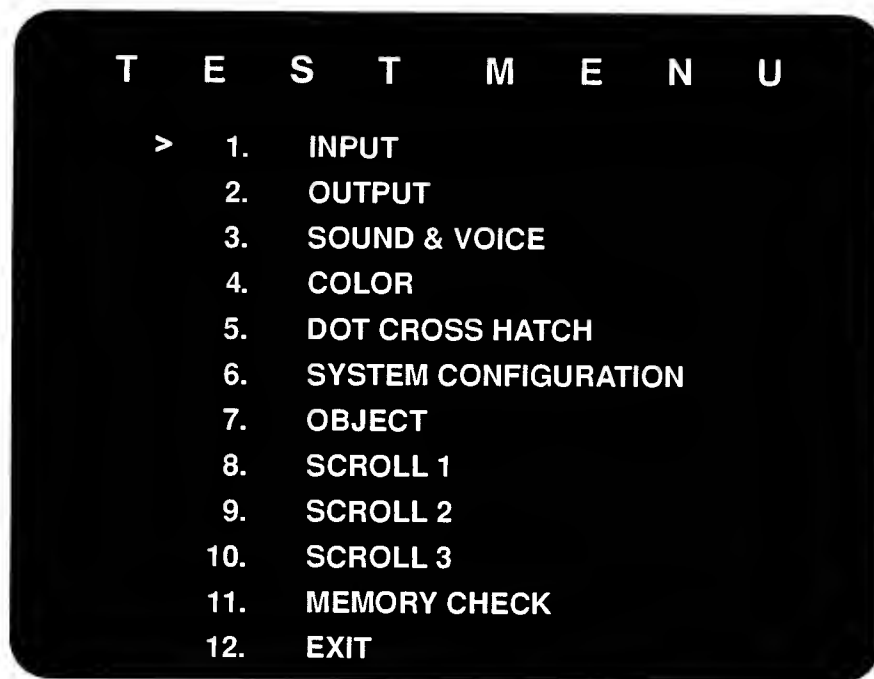 T E S T M E N U
> 1. INPUT
2. OUTPUT
3. SOUND & VOICE
4. COLOR
5. DOT CROSS HATCH
6. SYSTEM CONFIGURATION
7. OBJECT
8. SCROLL 1
9. SCROLL 2
10. SCROLL 3
11. MEMORY CHECK
12. EXIT